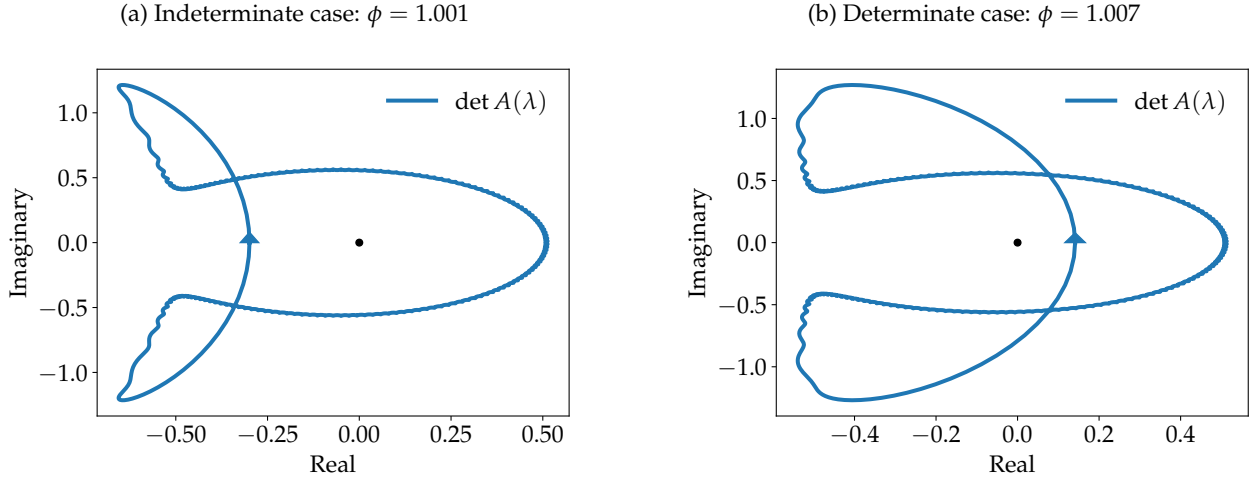 (a) Indeterminate case: ϕ = 1.001
det A(λ)
1.0
0.5
0.0
−0.5
−1.0
Imaginary
−0.50 −0.25 0.00 0.25 0.50
Real
(b) Determinate case: ϕ = 1.007
det A(λ)
1.0
0.5
0.0
−0.5
−1.0
Imaginary
−0.4 −0.2 0.0 0.2 0.4
Real